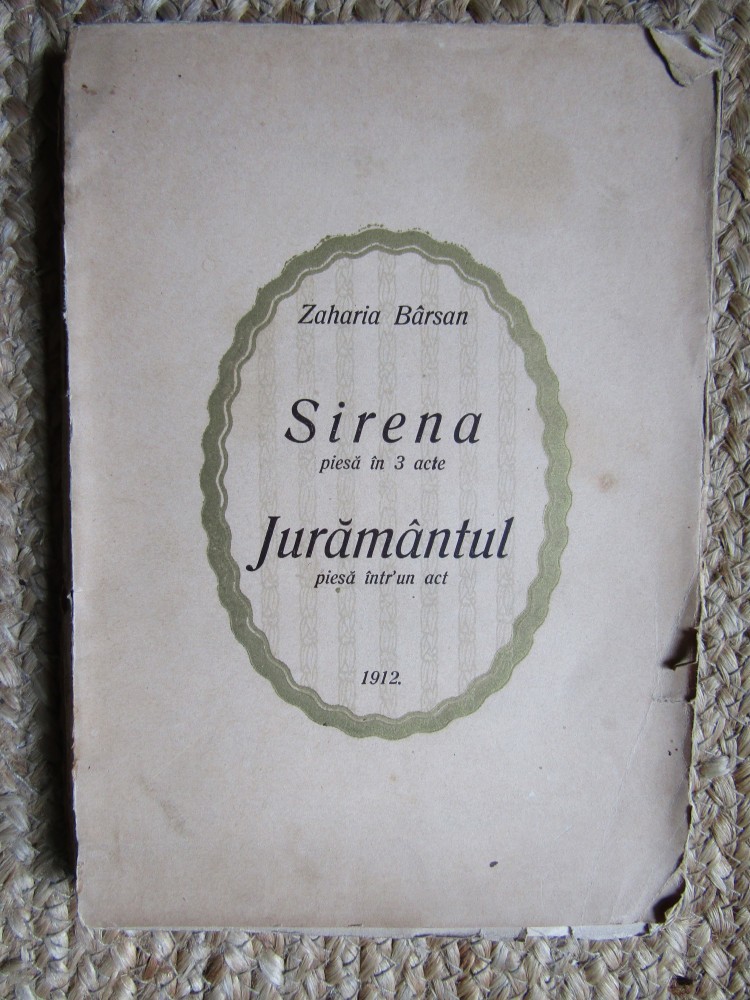 Zaharia Bârsan
Sirena
piesă în 3 acte
Jurământul
piesă într'un act
1912.